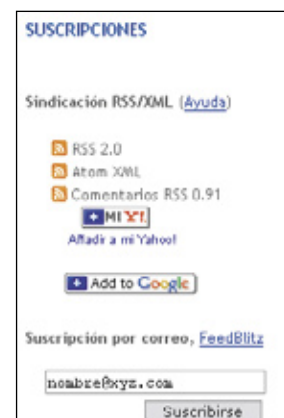 SUSCRIPCIONES
Sindicación RSS/XML (Ayuda)
RSS 2.0
Atom XML
Comentarios RSS 0.91
+ MI Y!
Añadir a mi Yahoo!
+ Add to Google
Suscripción por correo, FeedBlitz
nombre@xyz.com
Suscribirse